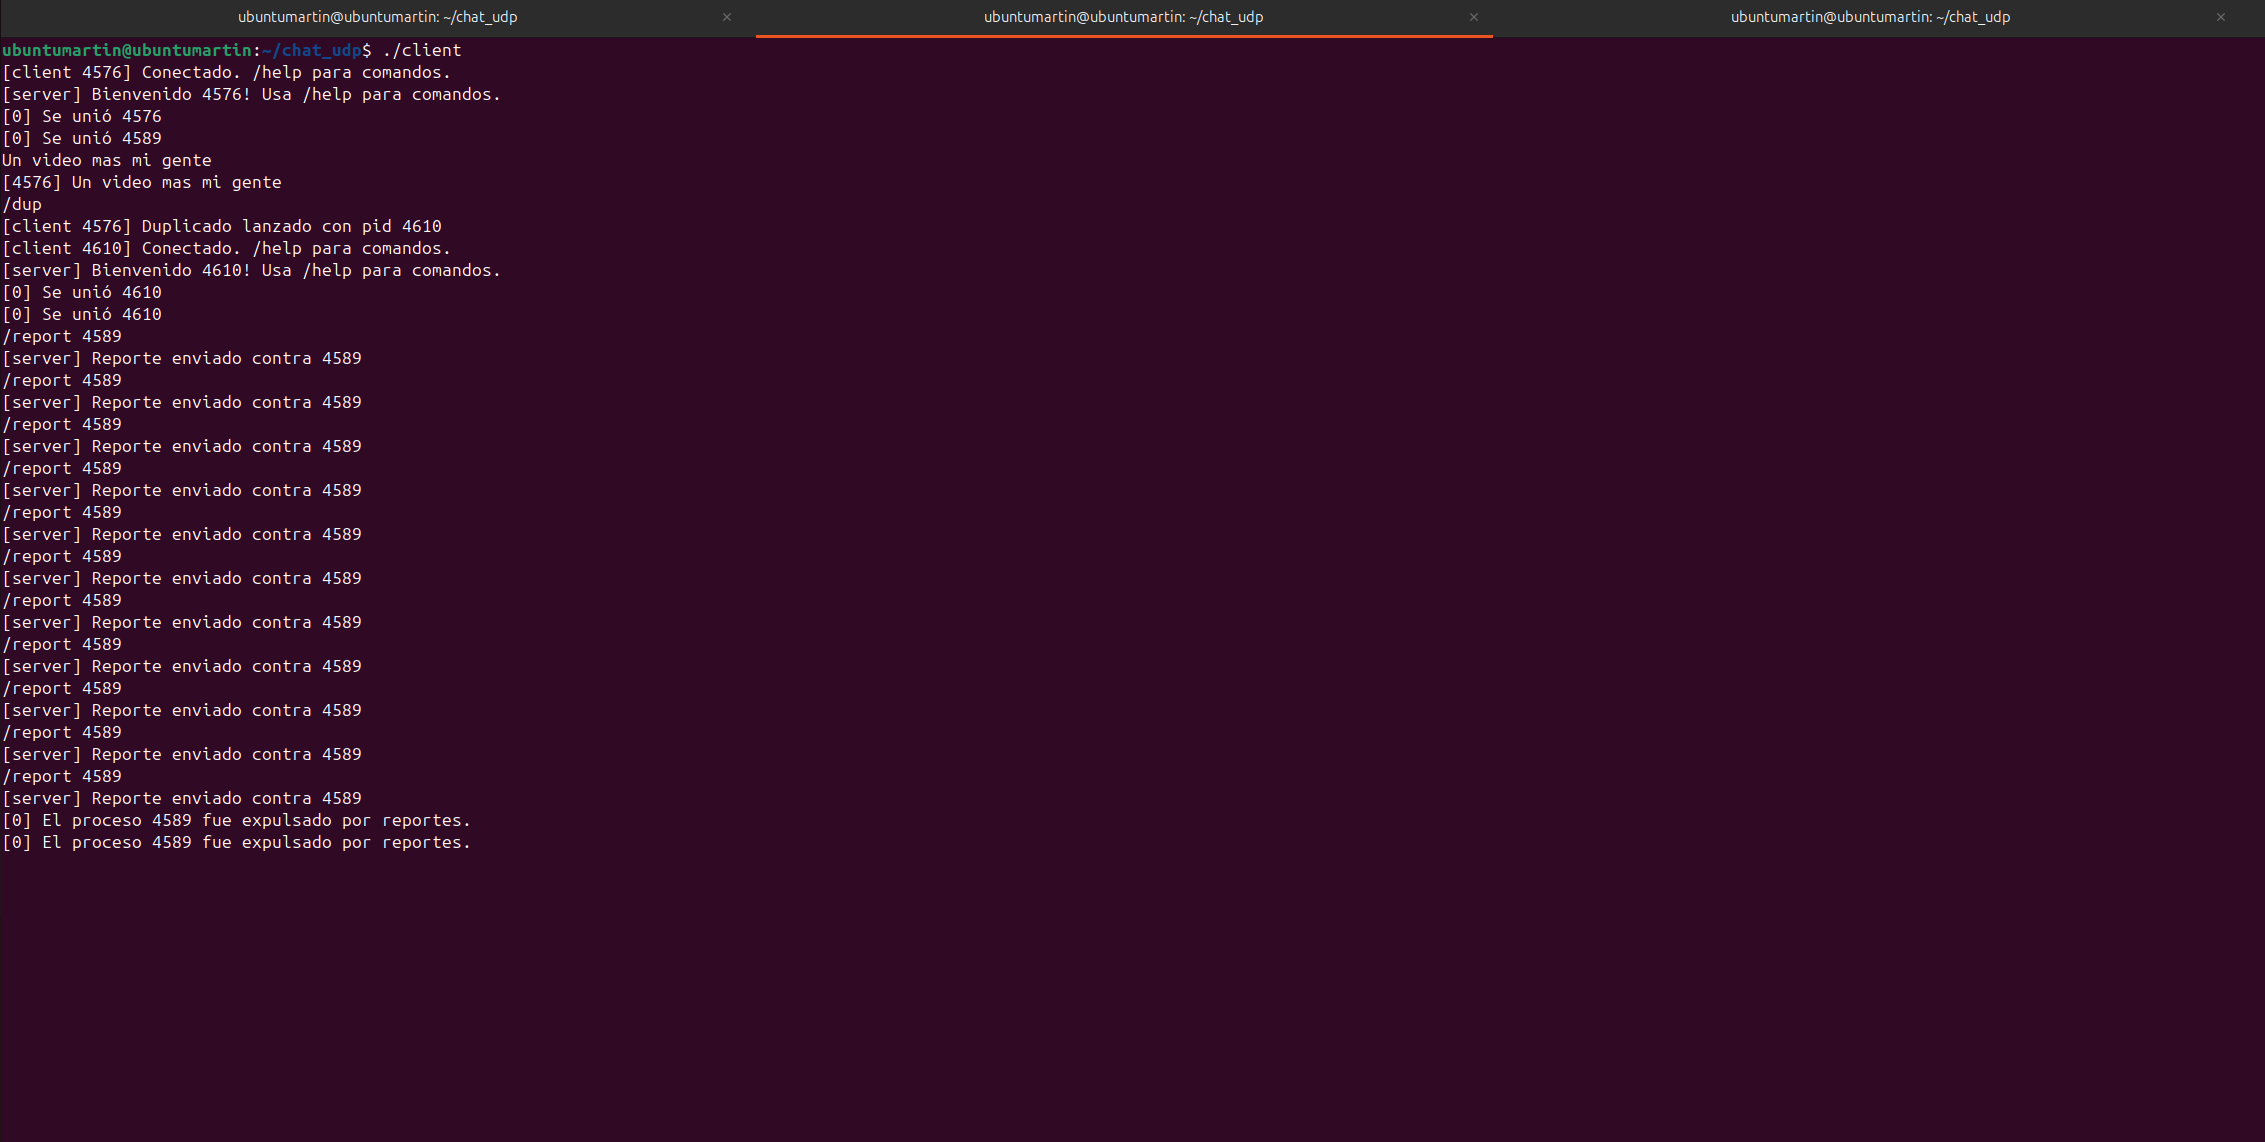 ubuntumartin@ubuntumartin: ~/chat_udp × ubuntumartin@ubuntumartin: ~/chat_udp × ubuntumartin@ubuntumartin: ~/chat_udp ×
ubuntumartin@ubuntumartin:~/chat_udp$ ./client
[client 4576] Conectado. /help para comandos.
[server] Bienvenido 4576! Usa /help para comandos.
[0] Se unió 4576
[0] Se unió 4589
Un video mas mi gente
[4576] Un video mas mi gente
/dup
[client 4576] Duplicado lanzado con pid 4610
[client 4610] Conectado. /help para comandos.
[server] Bienvenido 4610! Usa /help para comandos.
[0] Se unió 4610
[0] Se unió 4610
/report 4589
[server] Reporte enviado contra 4589
/report 4589
[server] Reporte enviado contra 4589
/report 4589
[server] Reporte enviado contra 4589
/report 4589
[server] Reporte enviado contra 4589
/report 4589
[server] Reporte enviado contra 4589
/report 4589
[server] Reporte enviado contra 4589
/report 4589
[server] Reporte enviado contra 4589
/report 4589
[server] Reporte enviado contra 4589
/report 4589
[server] Reporte enviado contra 4589
/report 4589
[server] Reporte enviado contra 4589
/report 4589
[server] Reporte enviado contra 4589
[0] El proceso 4589 fue expulsado por reportes.
[0] El proceso 4589 fue expulsado por reportes.